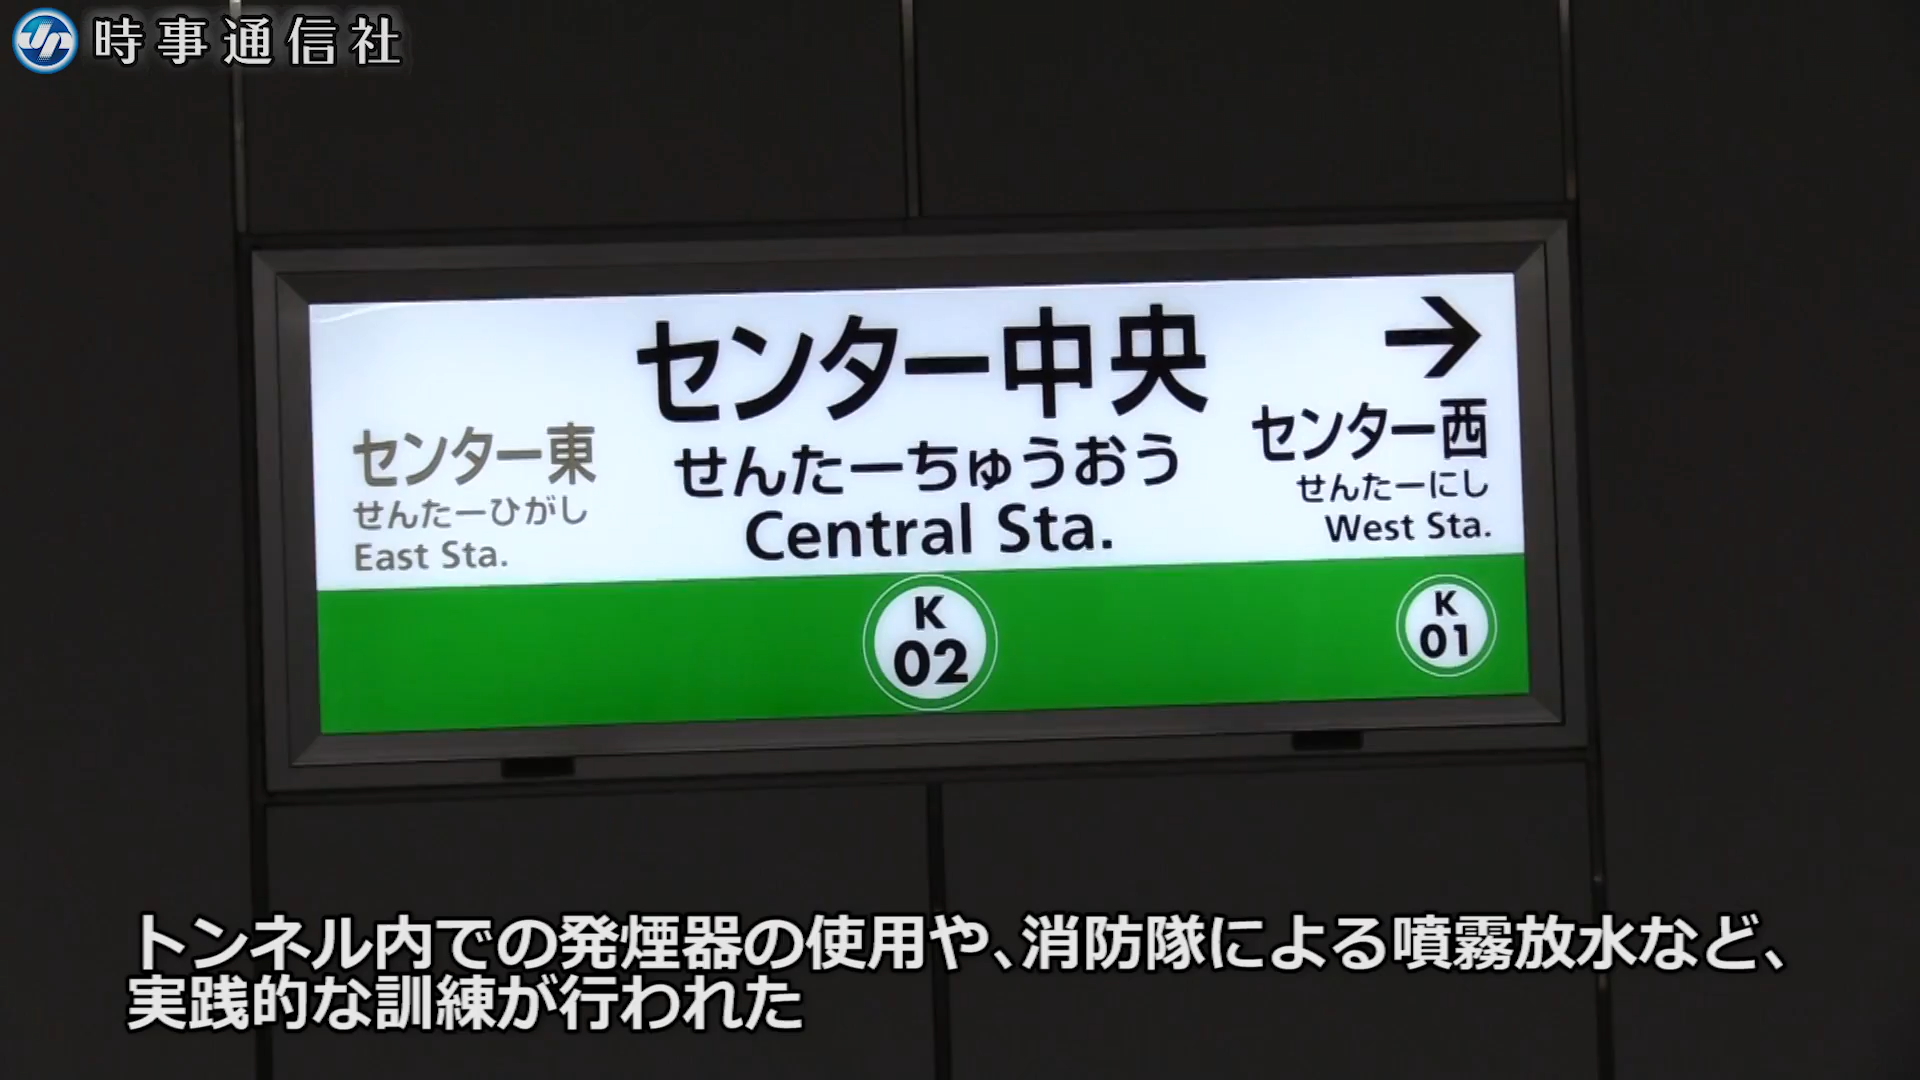 時事通信社
センター中央
せんたーちゅうおう
Central Sta.
→
センター東
せんたーひがし
East Sta.
センター西
せんたーにし
West Sta.
K
02
K
01
トンネル内での発煙器の使用や、消防隊による噴霧放水など、
実践的な訓練が行われた